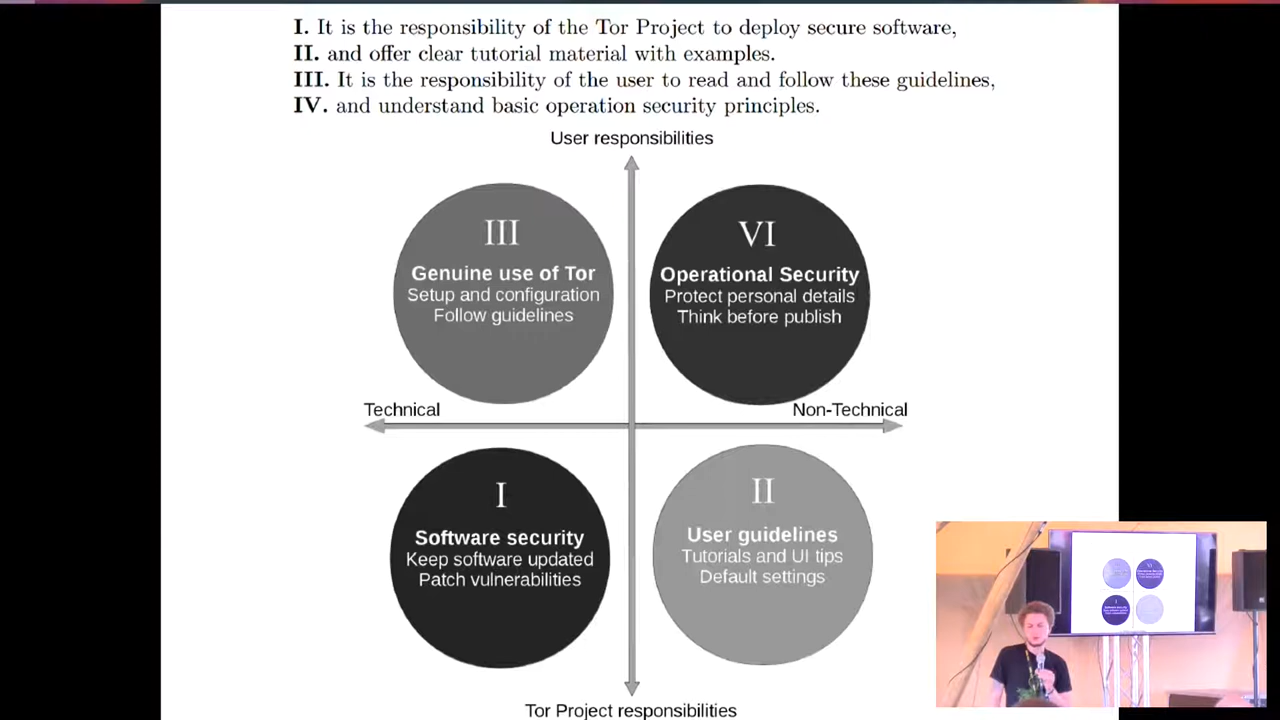 I. It is the responsibility of the Tor Project to deploy secure software,
II. and offer clear tutorial material with examples.
III. It is the responsibility of the user to read and follow these guidelines,
IV. and understand basic operation security principles.
User responsibilities
III
Genuine use of Tor
Setup and configuration
Follow guidelines
VI
Operational Security
Protect personal details
Think before publish
Technical
Non-Technical
I
Software security
Keep software updated
Patch vulnerabilities
II
User guidelines
Tutorials and UI tips
Default settings
Tor Project responsibilities